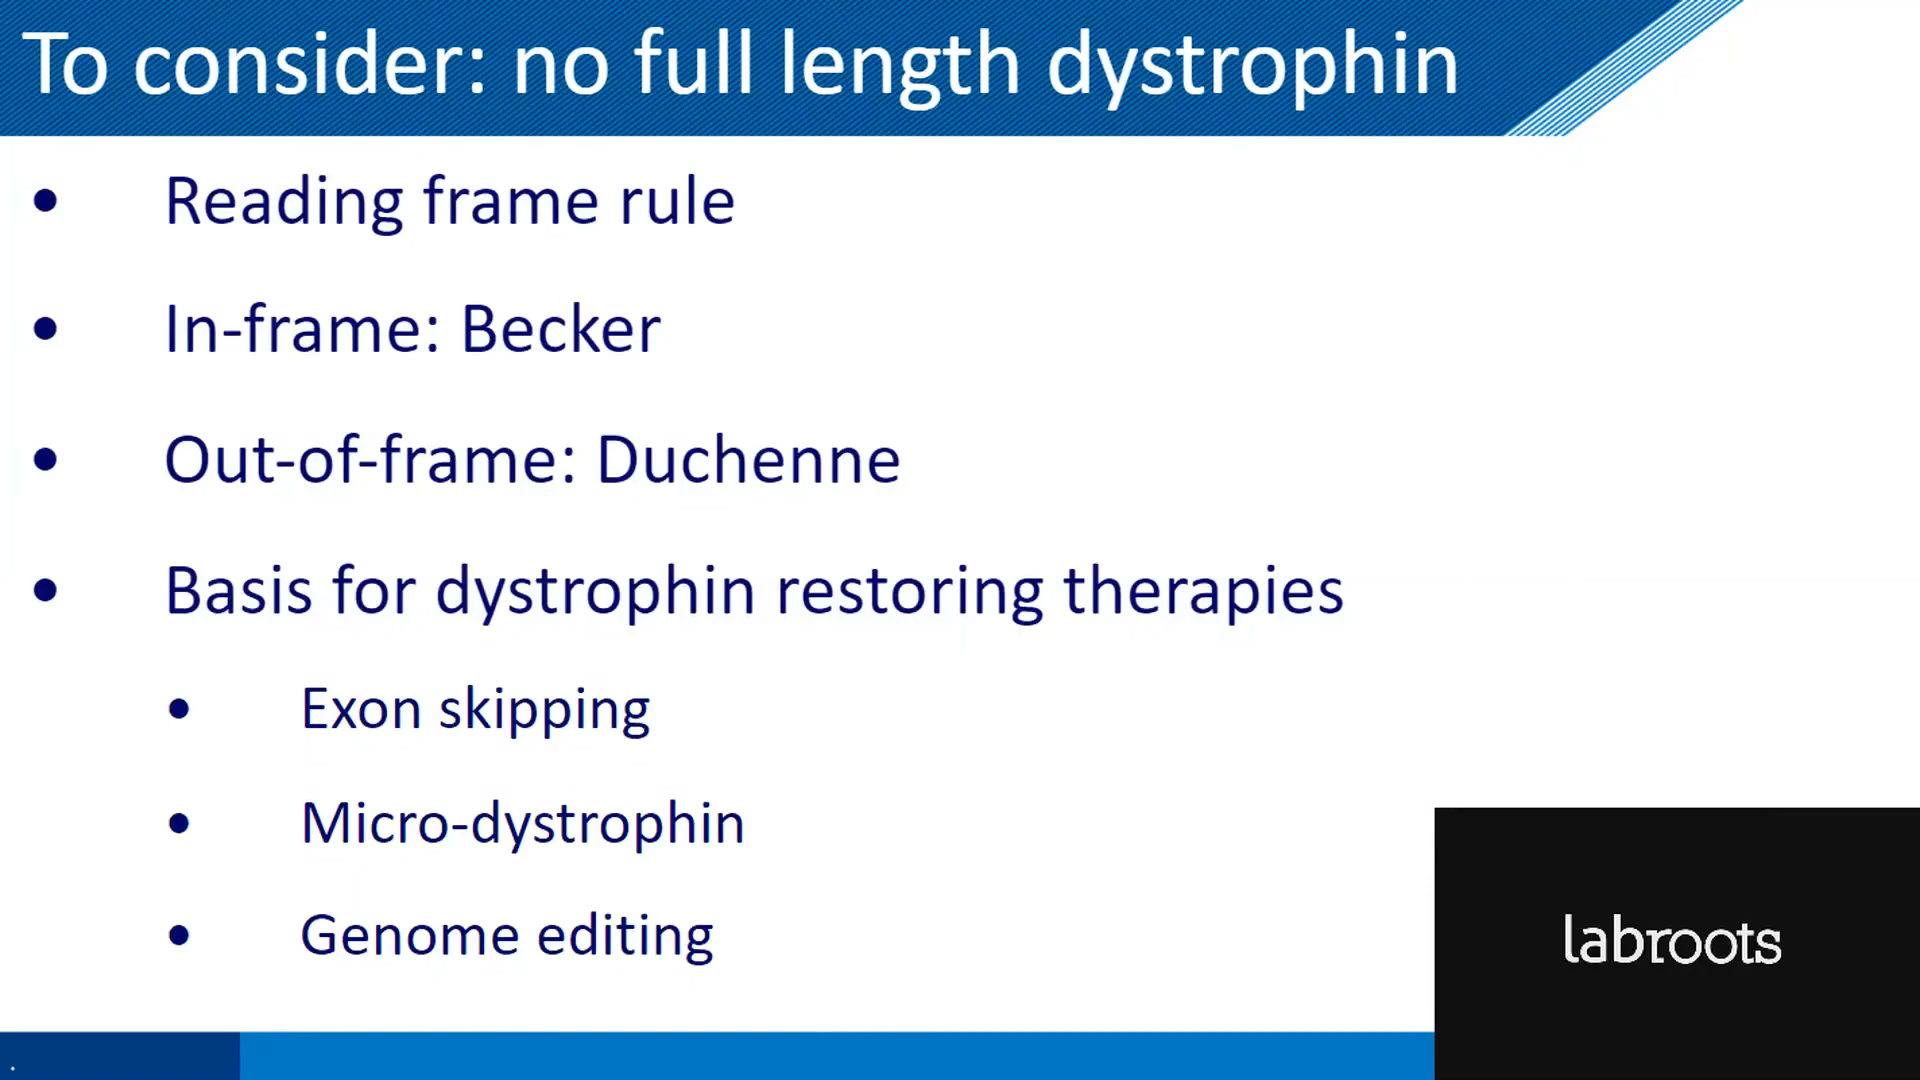 To consider: no full length dystrophin
• Reading frame rule
• In-frame: Becker
• Out-of-frame: Duchenne
• Basis for dystrophin restoring therapies
• Exon skipping
• Micro-dystrophin
• Genome editing
labroots